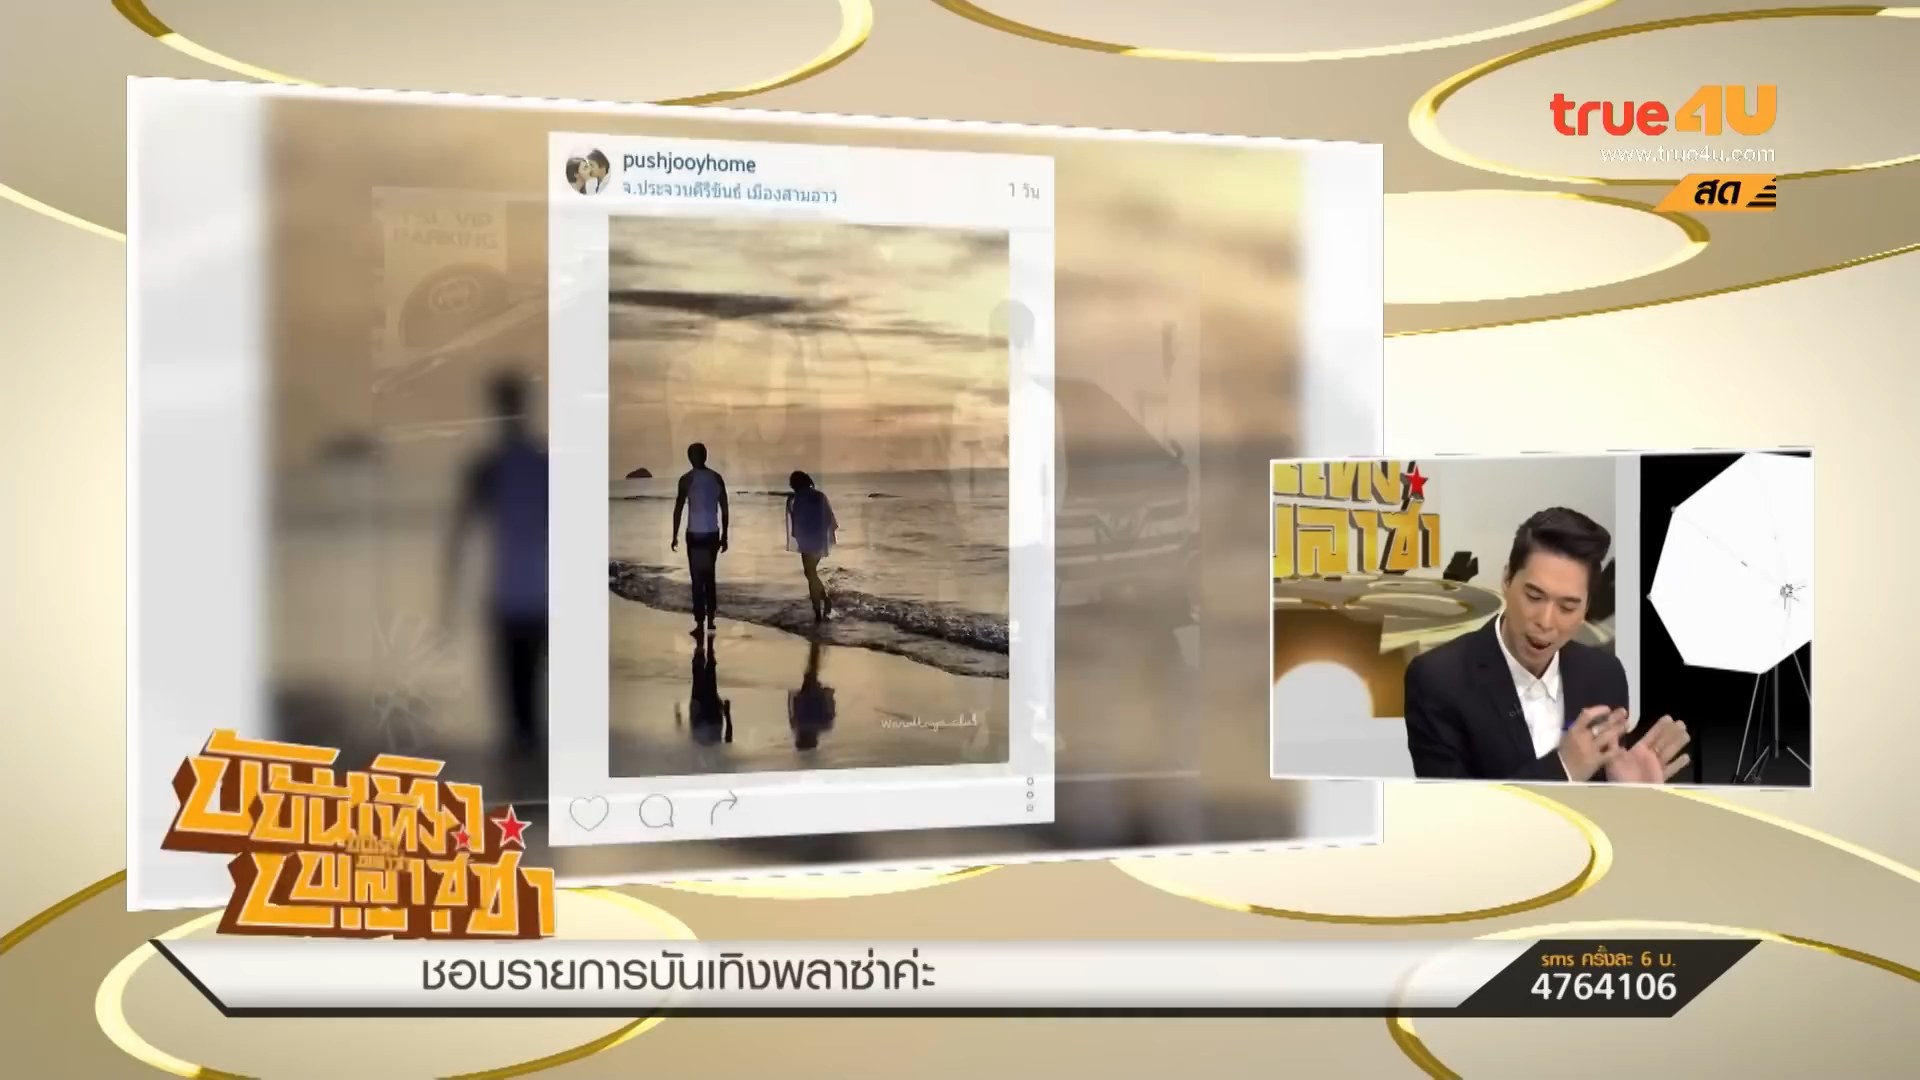 true4U
www.true4u.com
สด
pushjooyhome
จ.ประจวบคีรีขันธ์ เมืองสามอ่าว
1 วัน
TSL VIP
PARKING
บันเทิง
พลาซ่า
ชอบรายการบันเทิงพลาซ่าค่ะ
sms ครั้งละ 6 บ.
4764106